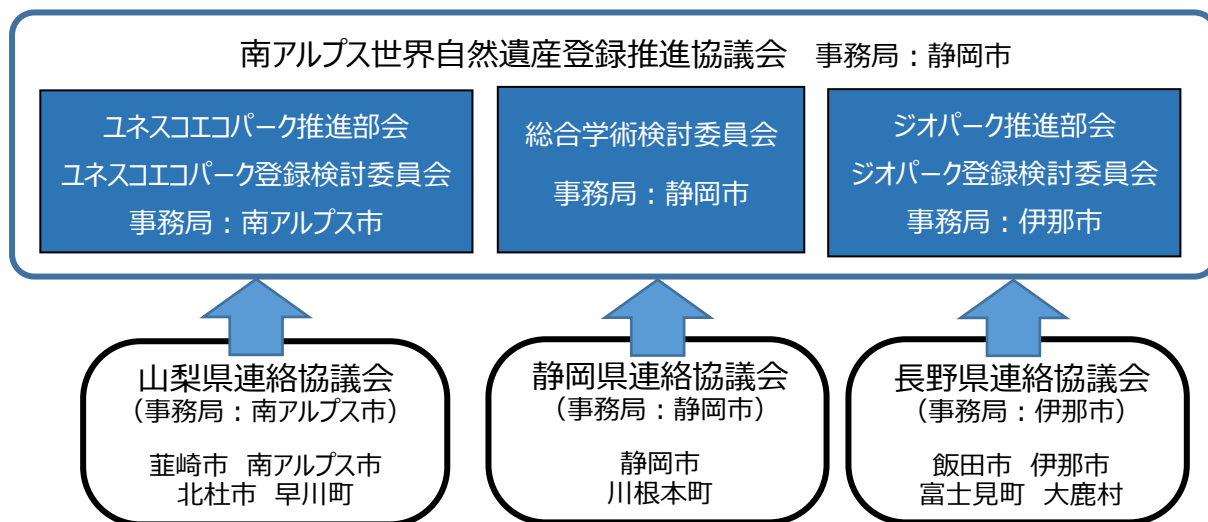 南アルプス世界自然遺産登録推進協議会 事務局：静岡市
ユネスコエコパーク推進部会
ユネスコエコパーク登録検討委員会
事務局：南アルプス市
総合学術検討委員会
事務局：静岡市
ジオパーク推進部会
ジオパーク登録検討委員会
事務局：伊那市
山梨県連絡協議会
（事務局：南アルプス市）
韮崎市 南アルプス市
北杜市 早川町
静岡県連絡協議会
（事務局：静岡市）
静岡市
川根本町
長野県連絡協議会
（事務局：伊那市）
飯田市 伊那市
富士見町 大鹿村